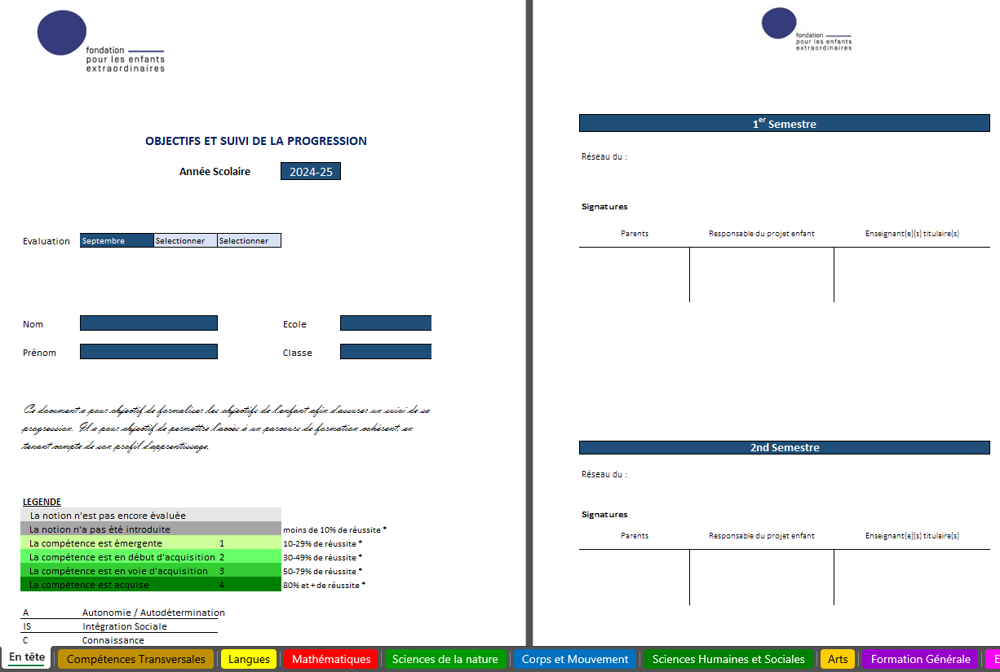 fondation
pour les enfants
extraordinaires
OBJECTIFS ET SUIVI DE LA PROGRESSION
Année Scolaire 2024-25
Evaluation Septembre Selectionner Selectionner
Nom Ecole
Prénom Classe
Ce document a pour objectif de formaliser les objectifs de l'enfant afin d'assurer un suivi de sa
progression. Il a pour objectif de permettre l'accès à un parcours de formation cohérent, en
tenant compte de son profil d'apprentissage.
LEGENDE
La notion n'est pas encore évaluée
La notion n'a pas été introduite moins de 10% de réussite *
La compétence est émergente 1 10-29% de réussite *
La compétence est en début d'acquisition 2 30-49% de réussite *
La compétence est en voie d'acquisition 3 50-79% de réussite *
La compétence est acquise 4 80% et + de réussite *
A Autonomie / Autodétermination
IS Intégration Sociale
C Connaissance
fondation
pour les enfants
extraordinaires
1er Semestre
Réseau du :
Signatures
Parents Responsable du projet enfant Enseignant(e)(s) titulaire(s)
2nd Semestre
Réseau du :
Signatures
Parents Responsable du projet enfant Enseignant(e)(s) titulaire(s)
En tête Compétences Transversales Langues Mathématiques Sciences de la nature Corps et Mouvement Sciences Humaines et Sociales Arts Formation Générale